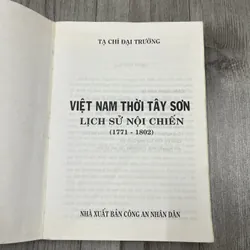 TẠ CHÍ ĐẠI TRƯỜNG
VIỆT NAM THỜI TÂY SƠN
LỊCH SỬ NỘI CHIẾN
(1771 - 1802)
NHÀ XUẤT BẢN CÔNG AN NHÂN DÂN